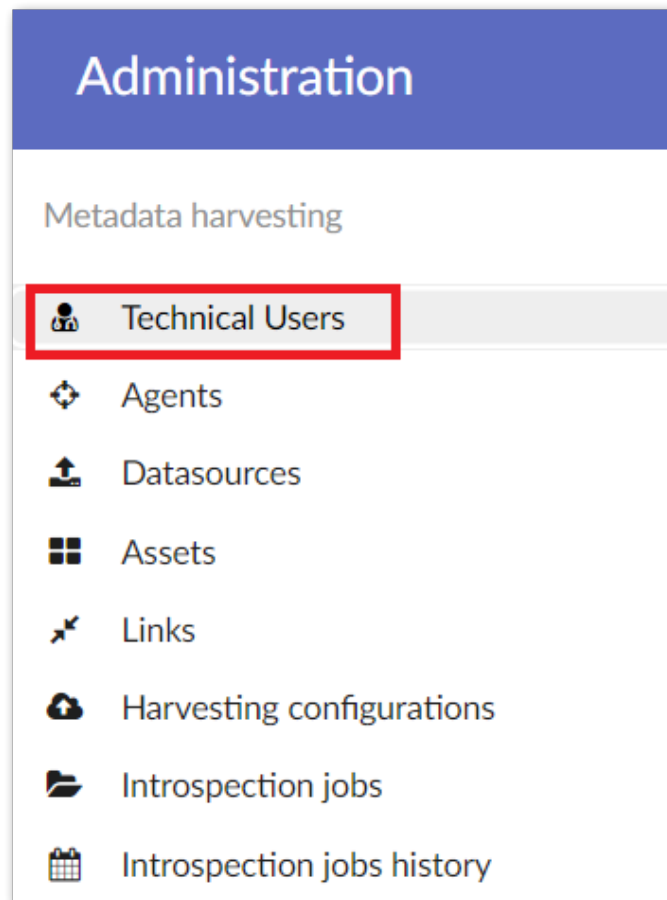 Administration
Metadata harvesting
Technical Users
Agents
Datasources
Assets
Links
Harvesting configurations
Introspection jobs
Introspection jobs history